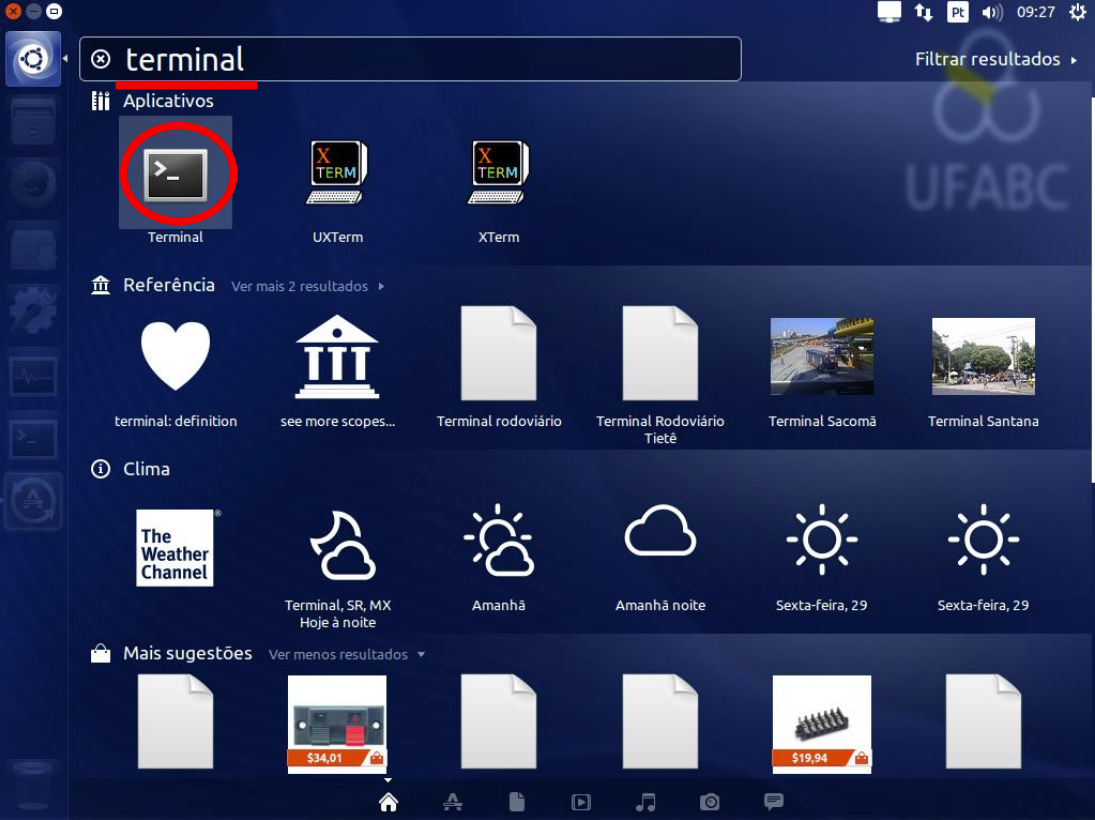 Pt
09:27
terminal
Filtrar resultados
UFABC
Aplicativos
X
TERM
X
TERM
Terminal
UXTerm
XTerm
Referência
Ver mais 2 resultados
terminal: definition
see more scopes...
Terminal rodoviário
Terminal Rodoviário
Tietê
Terminal Sacomã
Terminal Santana
Clima
The
Weather
Channel
®
Terminal, SR, MX
Hoje à noite
Amanhã
Amanhã noite
Sexta-feira, 29
Sexta-feira, 29
Mais sugestões
Ver menos resultados
$34,01
$19,94